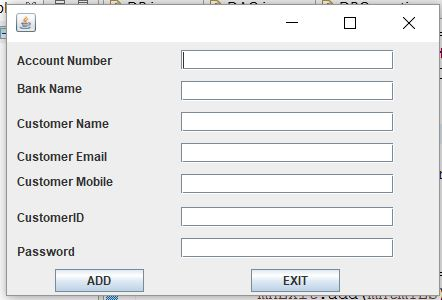 Account Number
Bank Name
Customer Name
Customer Email
Customer Mobile
CustomerID
Password
ADD EXIT